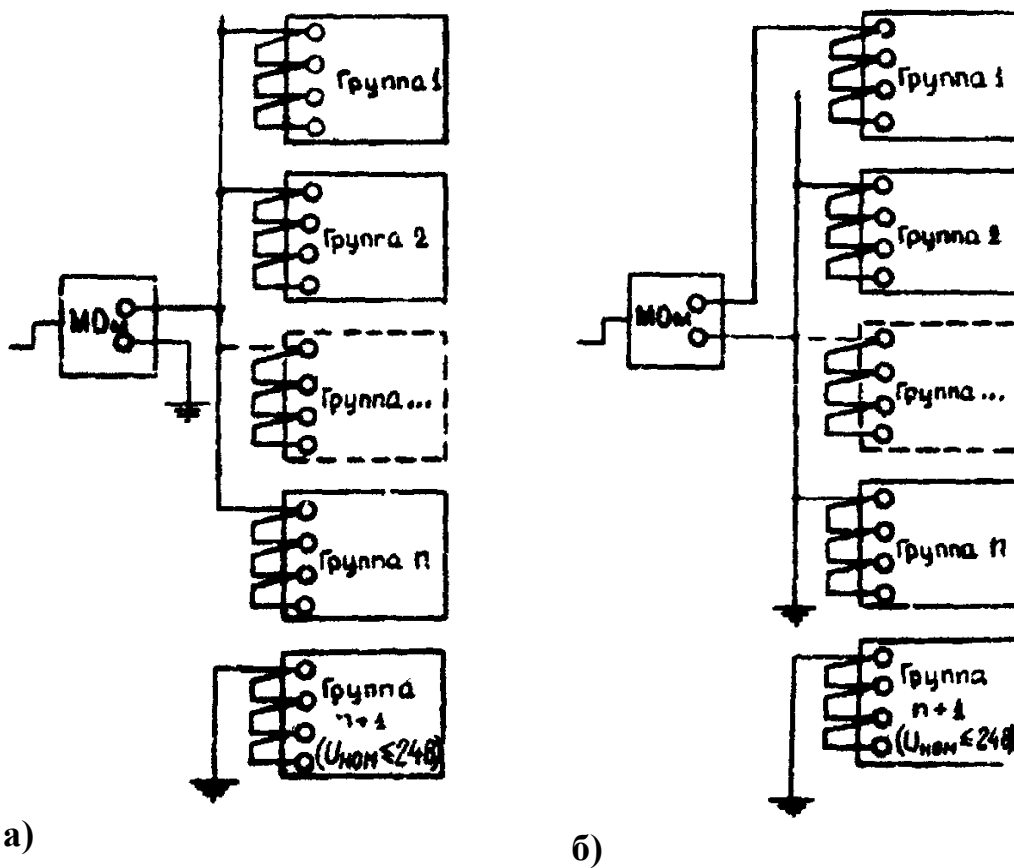 Группа 1
Группа 2
МОм
Группа...
Группа n
Группа
n+1
(Uном≤24В)
а)
Группа 1
Группа 2
МОм
Группа...
Группа n
Группа
n+1
(Uном≤24В)
б)